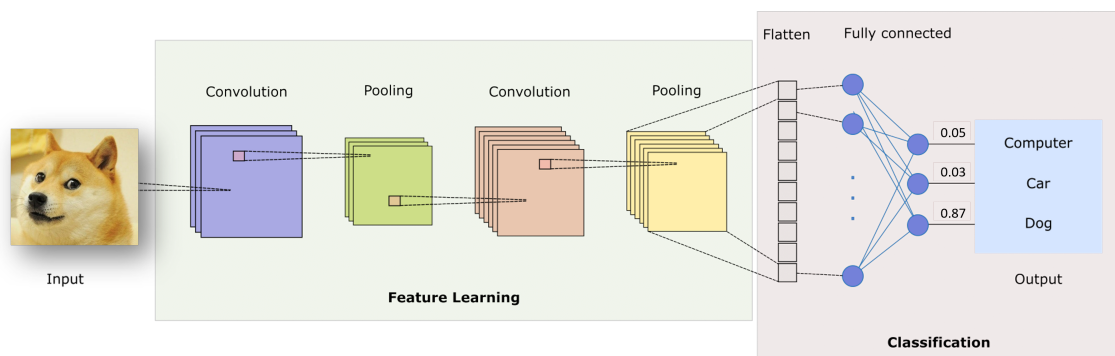 Flatten
Fully connected
Convolution
Pooling
Convolution
Pooling
0.05
Computer
0.03
Car
0.87
Dog
Input
Output
Feature Learning
Classification